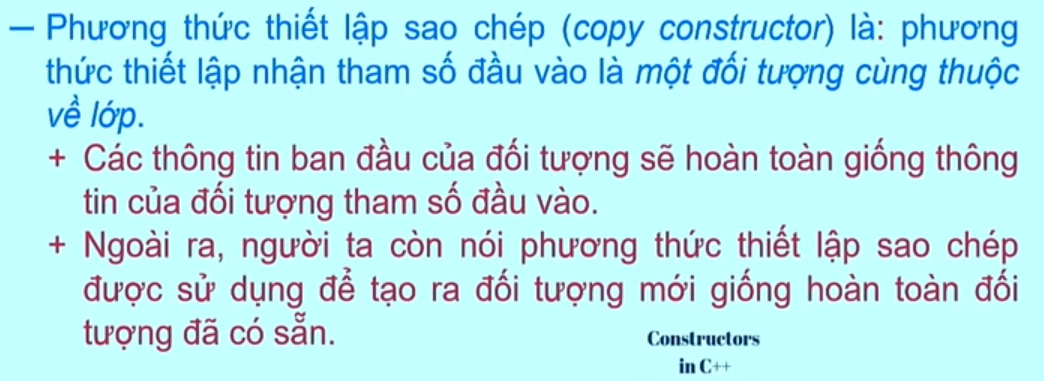 — Phương thức thiết lập sao chép (copy constructor) là: phương
thức thiết lập nhận tham số đầu vào là một đối tượng cùng thuộc
về lớp.
+ Các thông tin ban đầu của đối tượng sẽ hoàn toàn giống thông
tin của đối tượng tham số đầu vào.
+ Ngoài ra, người ta còn nói phương thức thiết lập sao chép
được sử dụng để tạo ra đối tượng mới giống hoàn toàn đối
tượng đã có sẵn.
Constructors
in C++